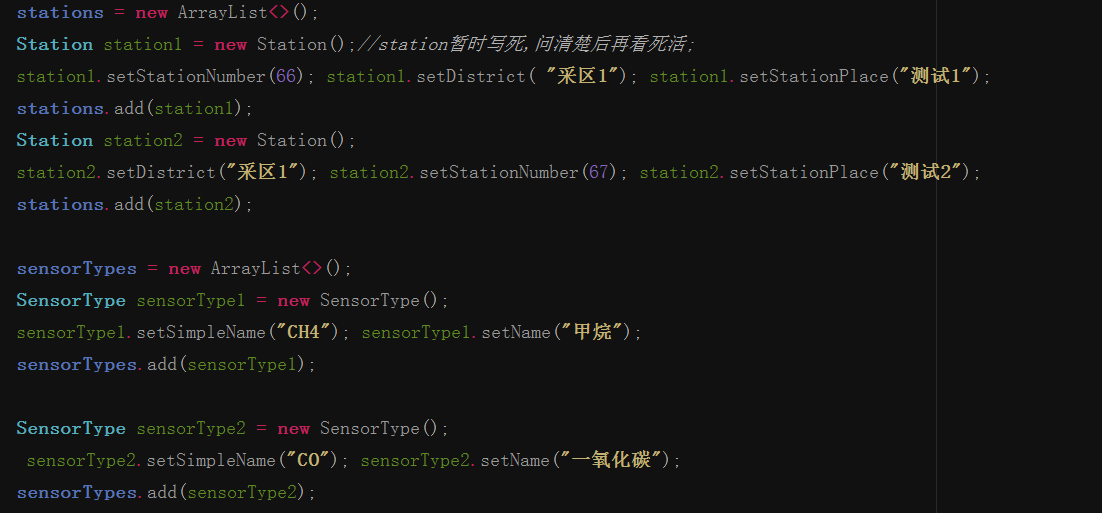 stations = new ArrayList<>();
Station station1 = new Station();//station暂时写死,问清楚后再看死活;
station1.setStationNumber(66); station1.setDistrict( "采区1"); station1.setStationPlace("测试1");
stations.add(station1);
Station station2 = new Station();
station2.setDistrict("采区1"); station2.setStationNumber(67); station2.setStationPlace("测试2");
stations.add(station2);
sensorTypes = new ArrayList<>();
SensorType sensorType1 = new SensorType();
sensorType1.setSimpleName("CH4"); sensorType1.setName("甲烷");
sensorTypes.add(sensorType1);
SensorType sensorType2 = new SensorType();
sensorType2.setSimpleName("CO"); sensorType2.setName("一氧化碳");
sensorTypes.add(sensorType2);